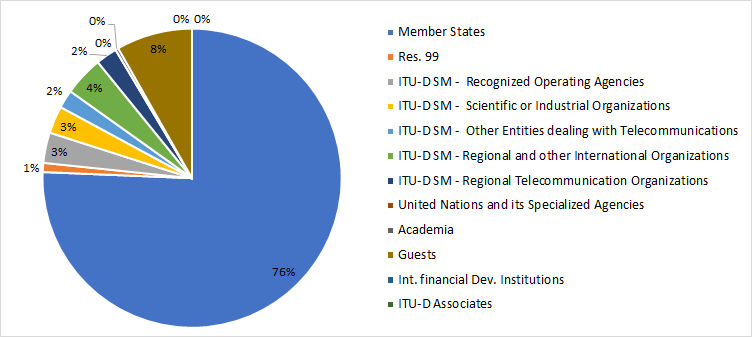 0% 0%
0%
0%
8%
2%
4%
2%
3%
3%
1%
76%
Member States
Res. 99
ITU-D SM - Recognized Operating Agencies
ITU-D SM - Scientific or Industrial Organizations
ITU-D SM - Other Entities dealing with Telecommunications
ITU-D SM - Regional and other International Organizations
ITU-D SM - Regional Telecommunication Organizations
United Nations and its Specialized Agencies
Academia
Guests
Int. financial Dev. Institutions
ITU-D Associates